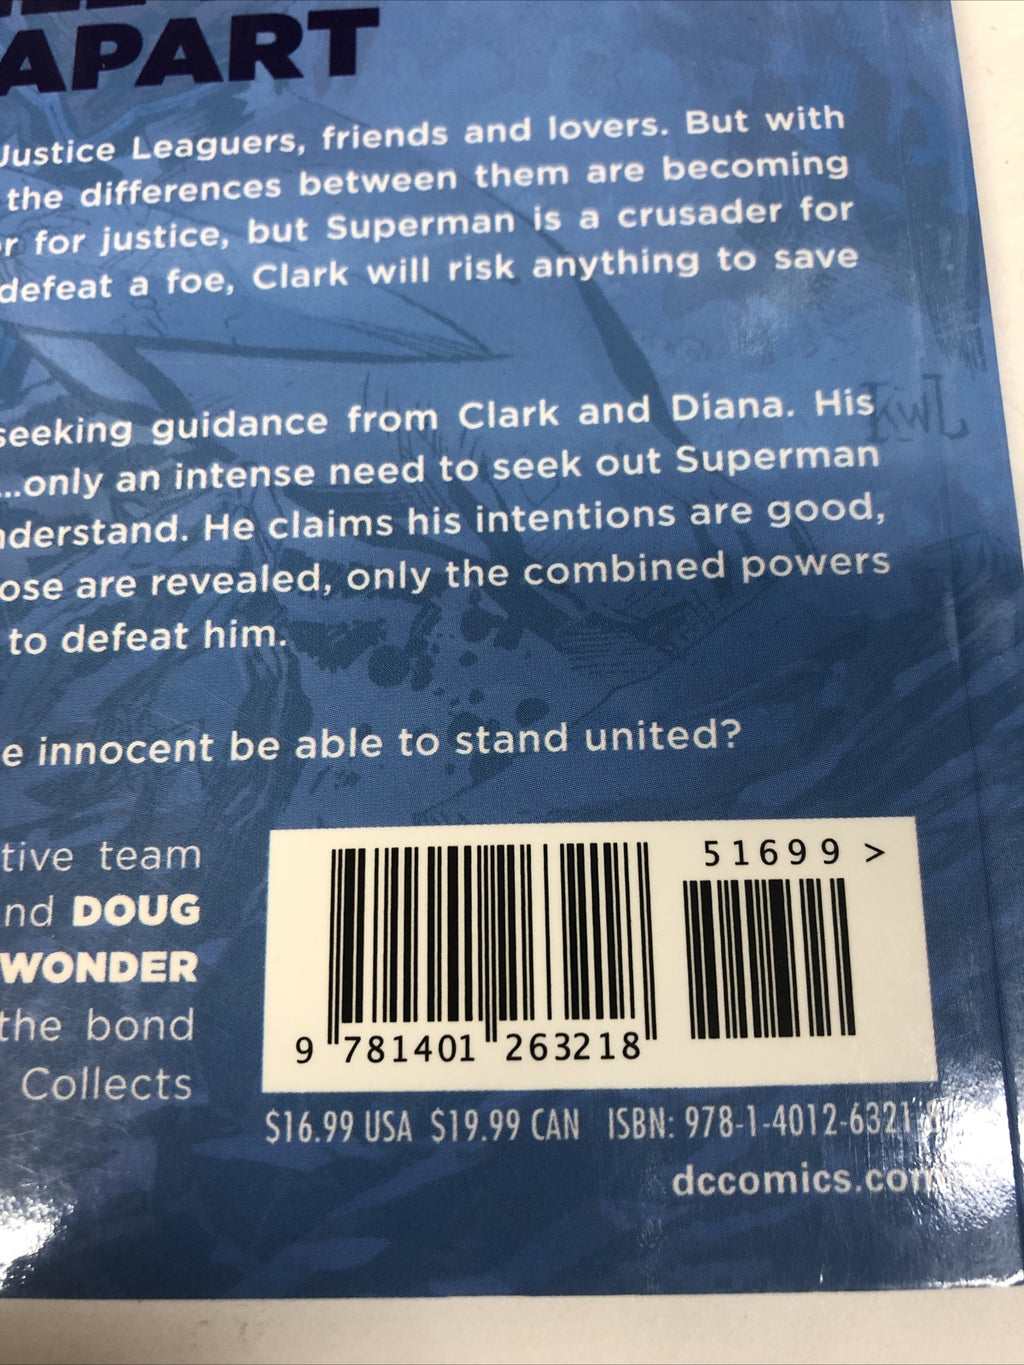 APART
Justice Leaguers, friends and lovers. But with
the differences between them are becoming
for justice, but Superman is a crusader for
defeat a foe, Clark will risk anything to save
seeking guidance from Clark and Diana. His
...only an intense need to seek out Superman
nderstand. He claims his intentions are good,
ose are revealed, only the combined powers
to defeat him.
e innocent be able to stand united?
tive team
nd DOUG
WONDER
the bond
Collects
51699 >
9 781401 263218
$16.99 USA $19.99 CAN ISBN: 978-1-4012-6321-8
dccomics.com
KWL